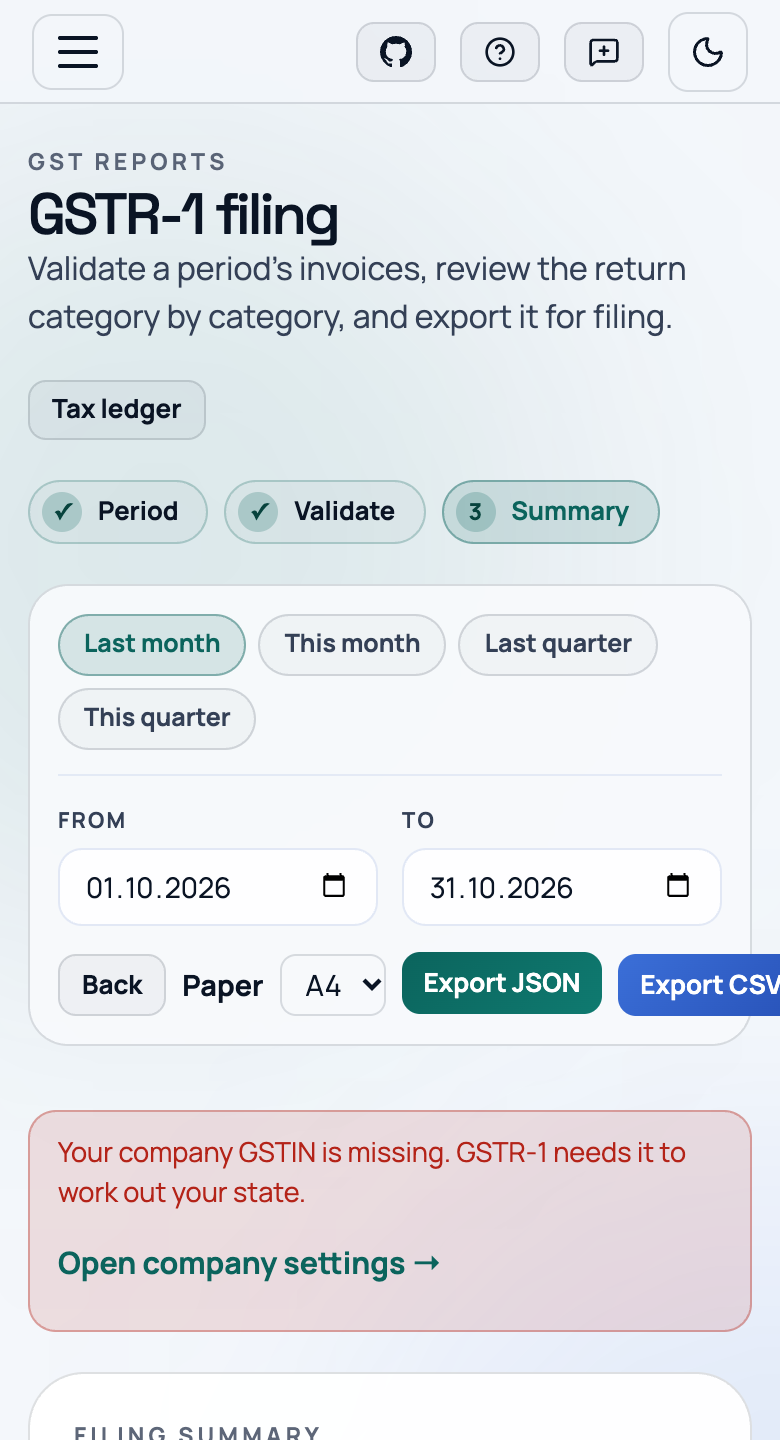 GST REPORTS
GSTR-1 filing
Validate a period's invoices, review the return
category by category, and export it for filing.
Tax ledger
✓ Period ✓ Validate 3 Summary
Last month This month Last quarter
This quarter
FROM TO
01.10.2026 31.10.2026
Back Paper A4 Export JSON Export CSV
Your company GSTIN is missing. GSTR-1 needs it to
work out your state.
Open company settings →
FILING SUMMARY